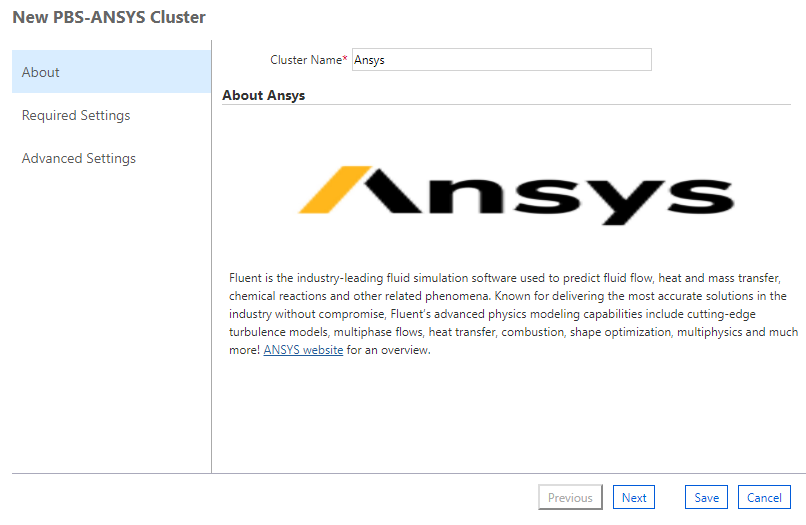 New PBS-ANSYS Cluster
About
Required Settings
Advanced Settings
Cluster Name* Ansys
About Ansys
Ansys
Fluent is the industry-leading fluid simulation software used to predict fluid flow, heat and mass transfer,
chemical reactions and other related phenomena. Known for delivering the most accurate solutions in the
industry without compromise, Fluent's advanced physics modeling capabilities include cutting-edge
turbulence models, multiphase flows, heat transfer, combustion, shape optimization, multiphysics and much
more! ANSYS website for an overview.
Previous Next Save Cancel